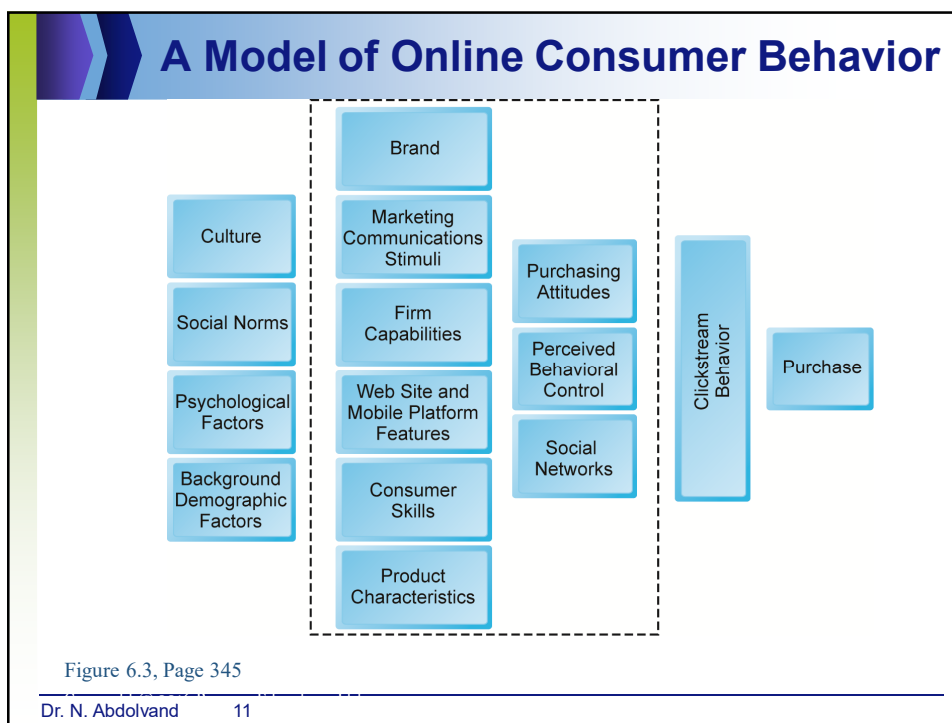 A Model of Online Consumer Behavior
Culture
Social Norms
Psychological
Factors
Background
Demographic
Factors
Brand
Marketing
Communications
Stimuli
Firm
Capabilities
Web Site and
Mobile Platform
Features
Consumer
Skills
Product
Characteristics
Purchasing
Attitudes
Perceived
Behavioral
Control
Social
Networks
Clickstream
Behavior
Purchase
Figure 6.3, Page 345
Dr. N. Abdolvand 11